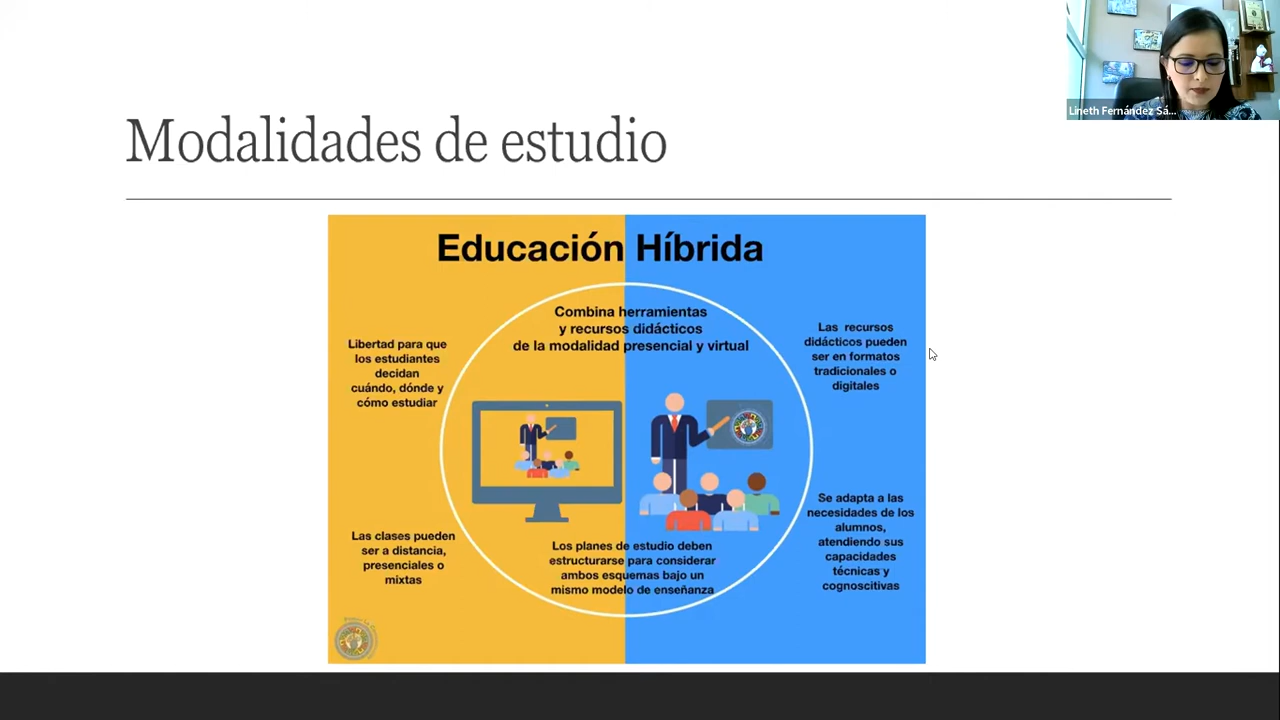 Lineth Fernández Sá...
Modalidades de estudio
Educación Híbrida
Combina herramientas
y recursos didácticos
de la modalidad presencial y virtual
Libertad para que
los estudiantes
decidan
cuándo, dónde y
cómo estudiar
Las recursos
didácticos pueden
ser en formatos
tradicionales o
digitales
Las clases pueden
ser a distancia,
presenciales o
mixtas
Los planes de estudio deben
estructurarse para considerar
ambos esquemas bajo un
mismo modelo de enseñanza
Se adapta a las
necesidades de los
alumnos,
atendiendo sus
capacidades
técnicas y
cognoscitivas